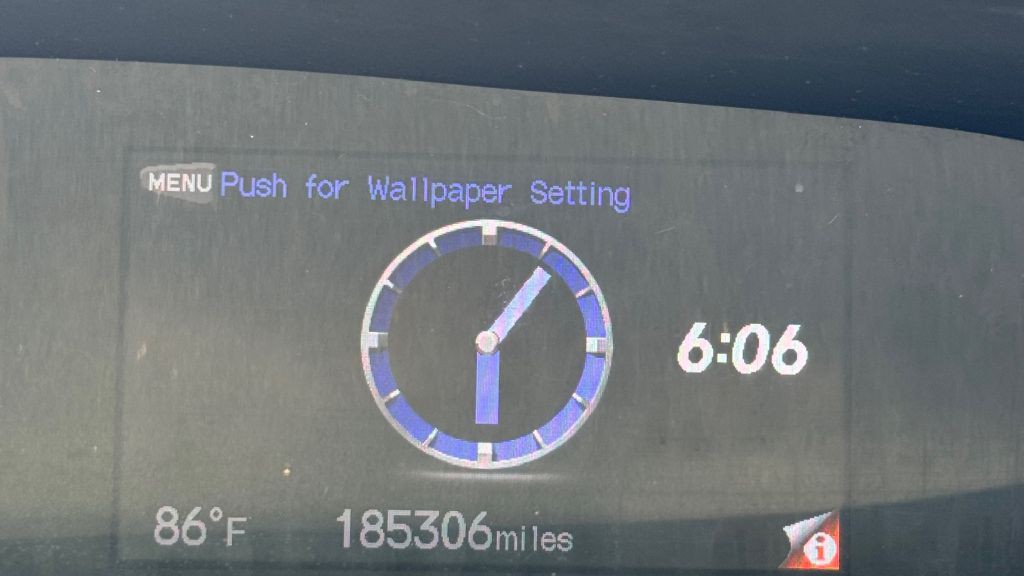 MENU Push for Wallpaper Setting
6:06
86°F 185306miles
i